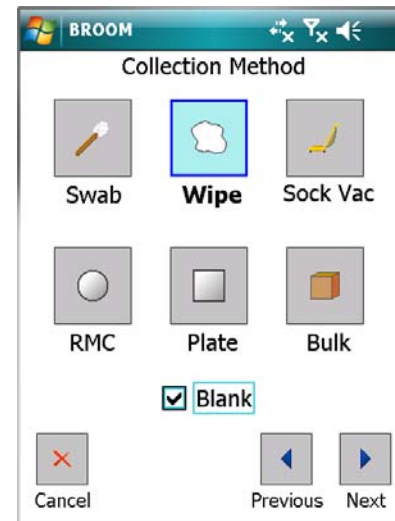 BROOM
Collection Method
Swab Wipe Sock Vac
RMC Plate Bulk
Blank
Cancel Previous Next